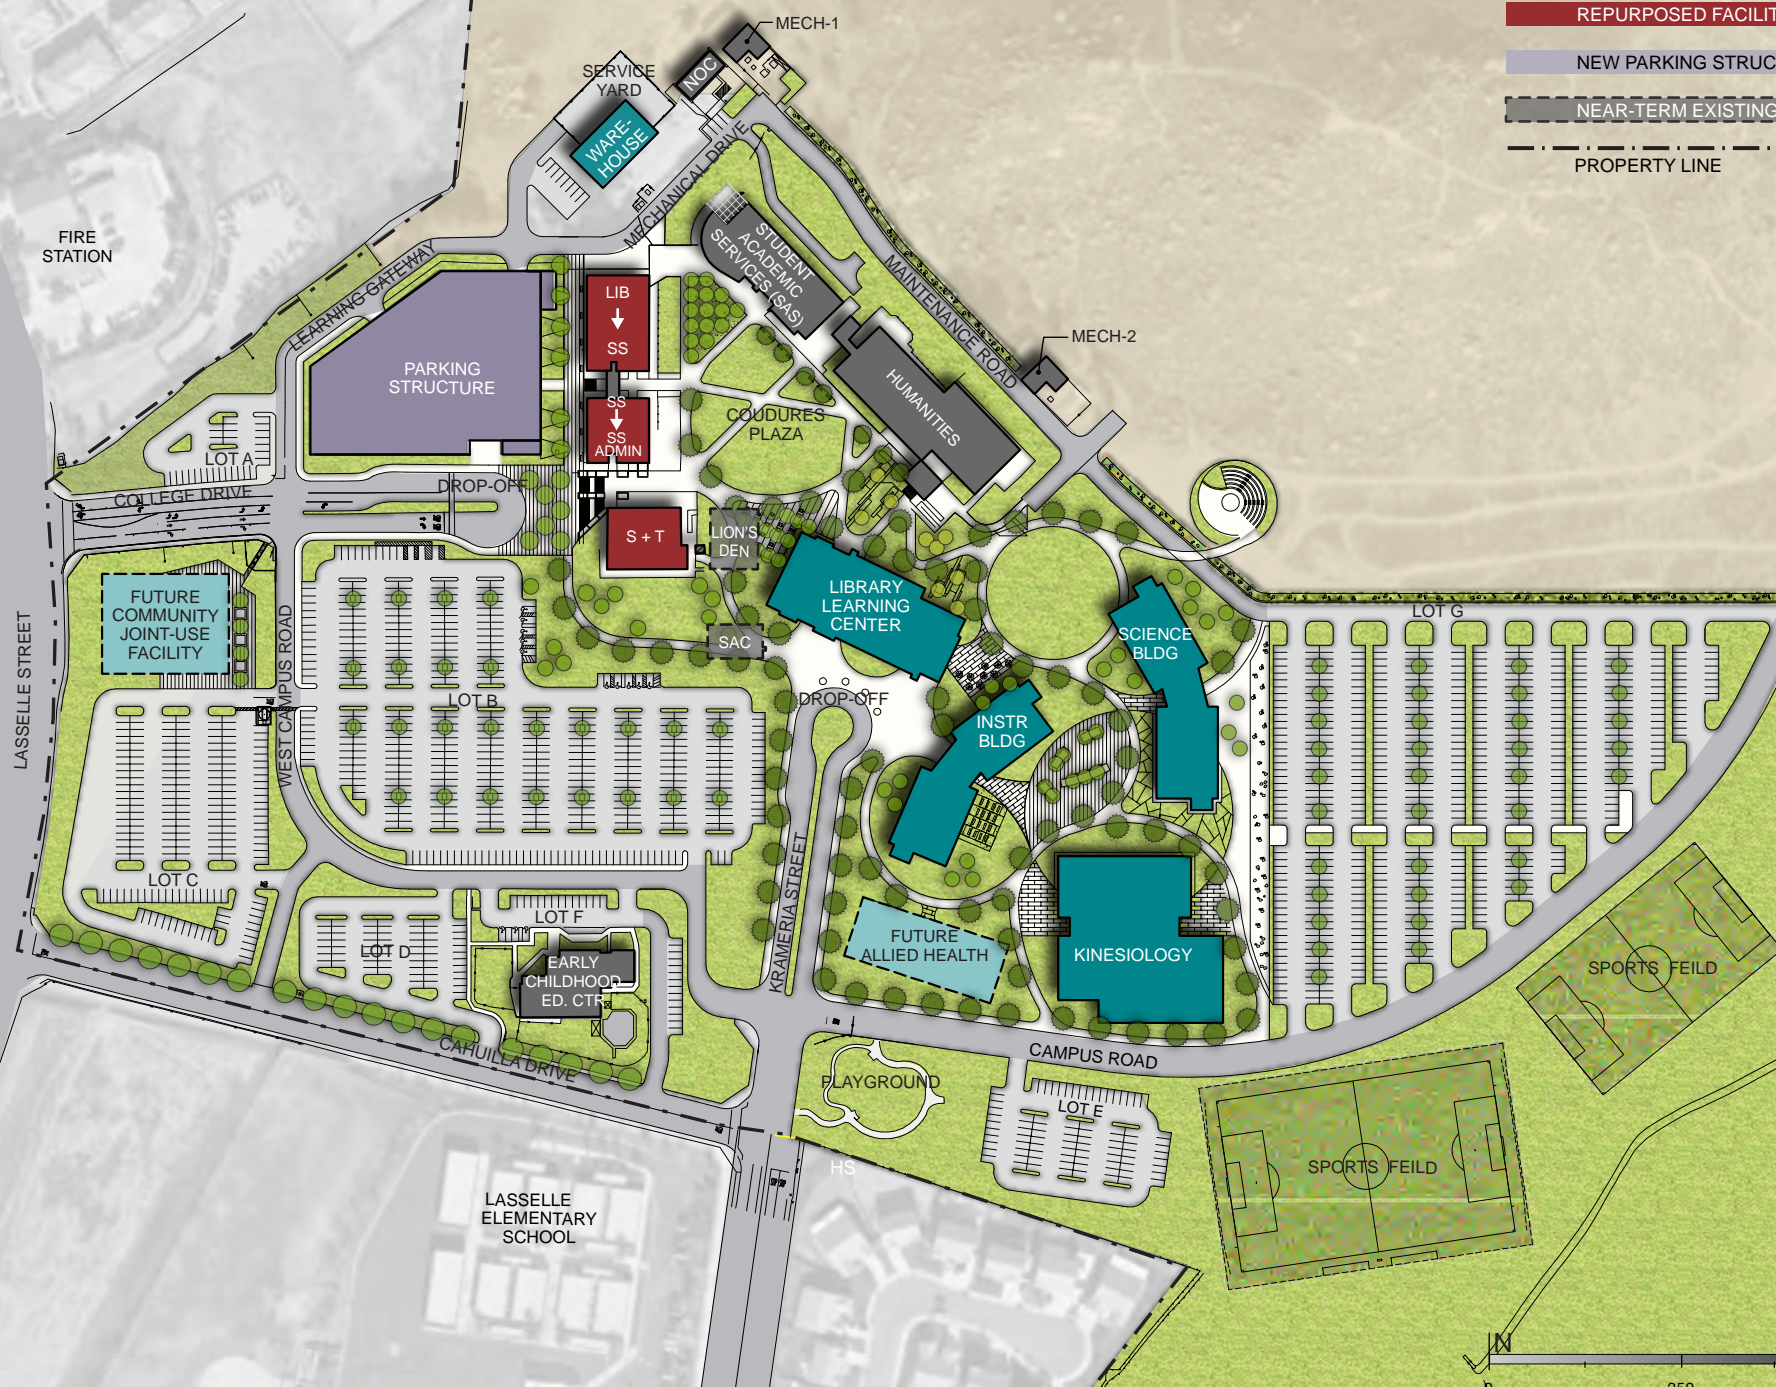 MECH-1
REPURPOSED FACILIT
NEW PARKING STRUC
NEAR-TERM EXISTING
PROPERTY LINE
SERVICE
YARD
NOC
WARE-
HOUSE
MECHANICAL DRIVE
FIRE
STATION
LEARNING GATEWAY
STUDENT
ACADEMIC
SERVICES (SAS)
MAINTENANCE ROAD
MECH-2
LIB
SS
SS
SS
ADMIN
PARKING
STRUCTURE
HUMANITIES
COUDURES
PLAZA
LOT A
COLLEGE DRIVE
DROP-OFF
S + T
LION'S
DEN
SAC
LIBRARY
LEARNING
CENTER
FUTURE
COMMUNITY
JOINT-USE
FACILITY
LASSELLE STREET
WEST CAMPUS ROAD
LOT G
SCIENCE
BLDG
LOT B
DROP-OFF
INSTR
BLDG
LOT C
KRAMERIA STREET
LOT F
LOT D
EARLY
CHILDHOOD
ED. CTR
FUTURE
ALLIED HEALTH
KINESIOLOGY
SPORTS FEILD
CAHUILLA DRIVE
CAMPUS ROAD
PLAYGROUND
LOT E
HS
SPORTS FEILD
LASSELLE
ELEMENTARY
SCHOOL
N